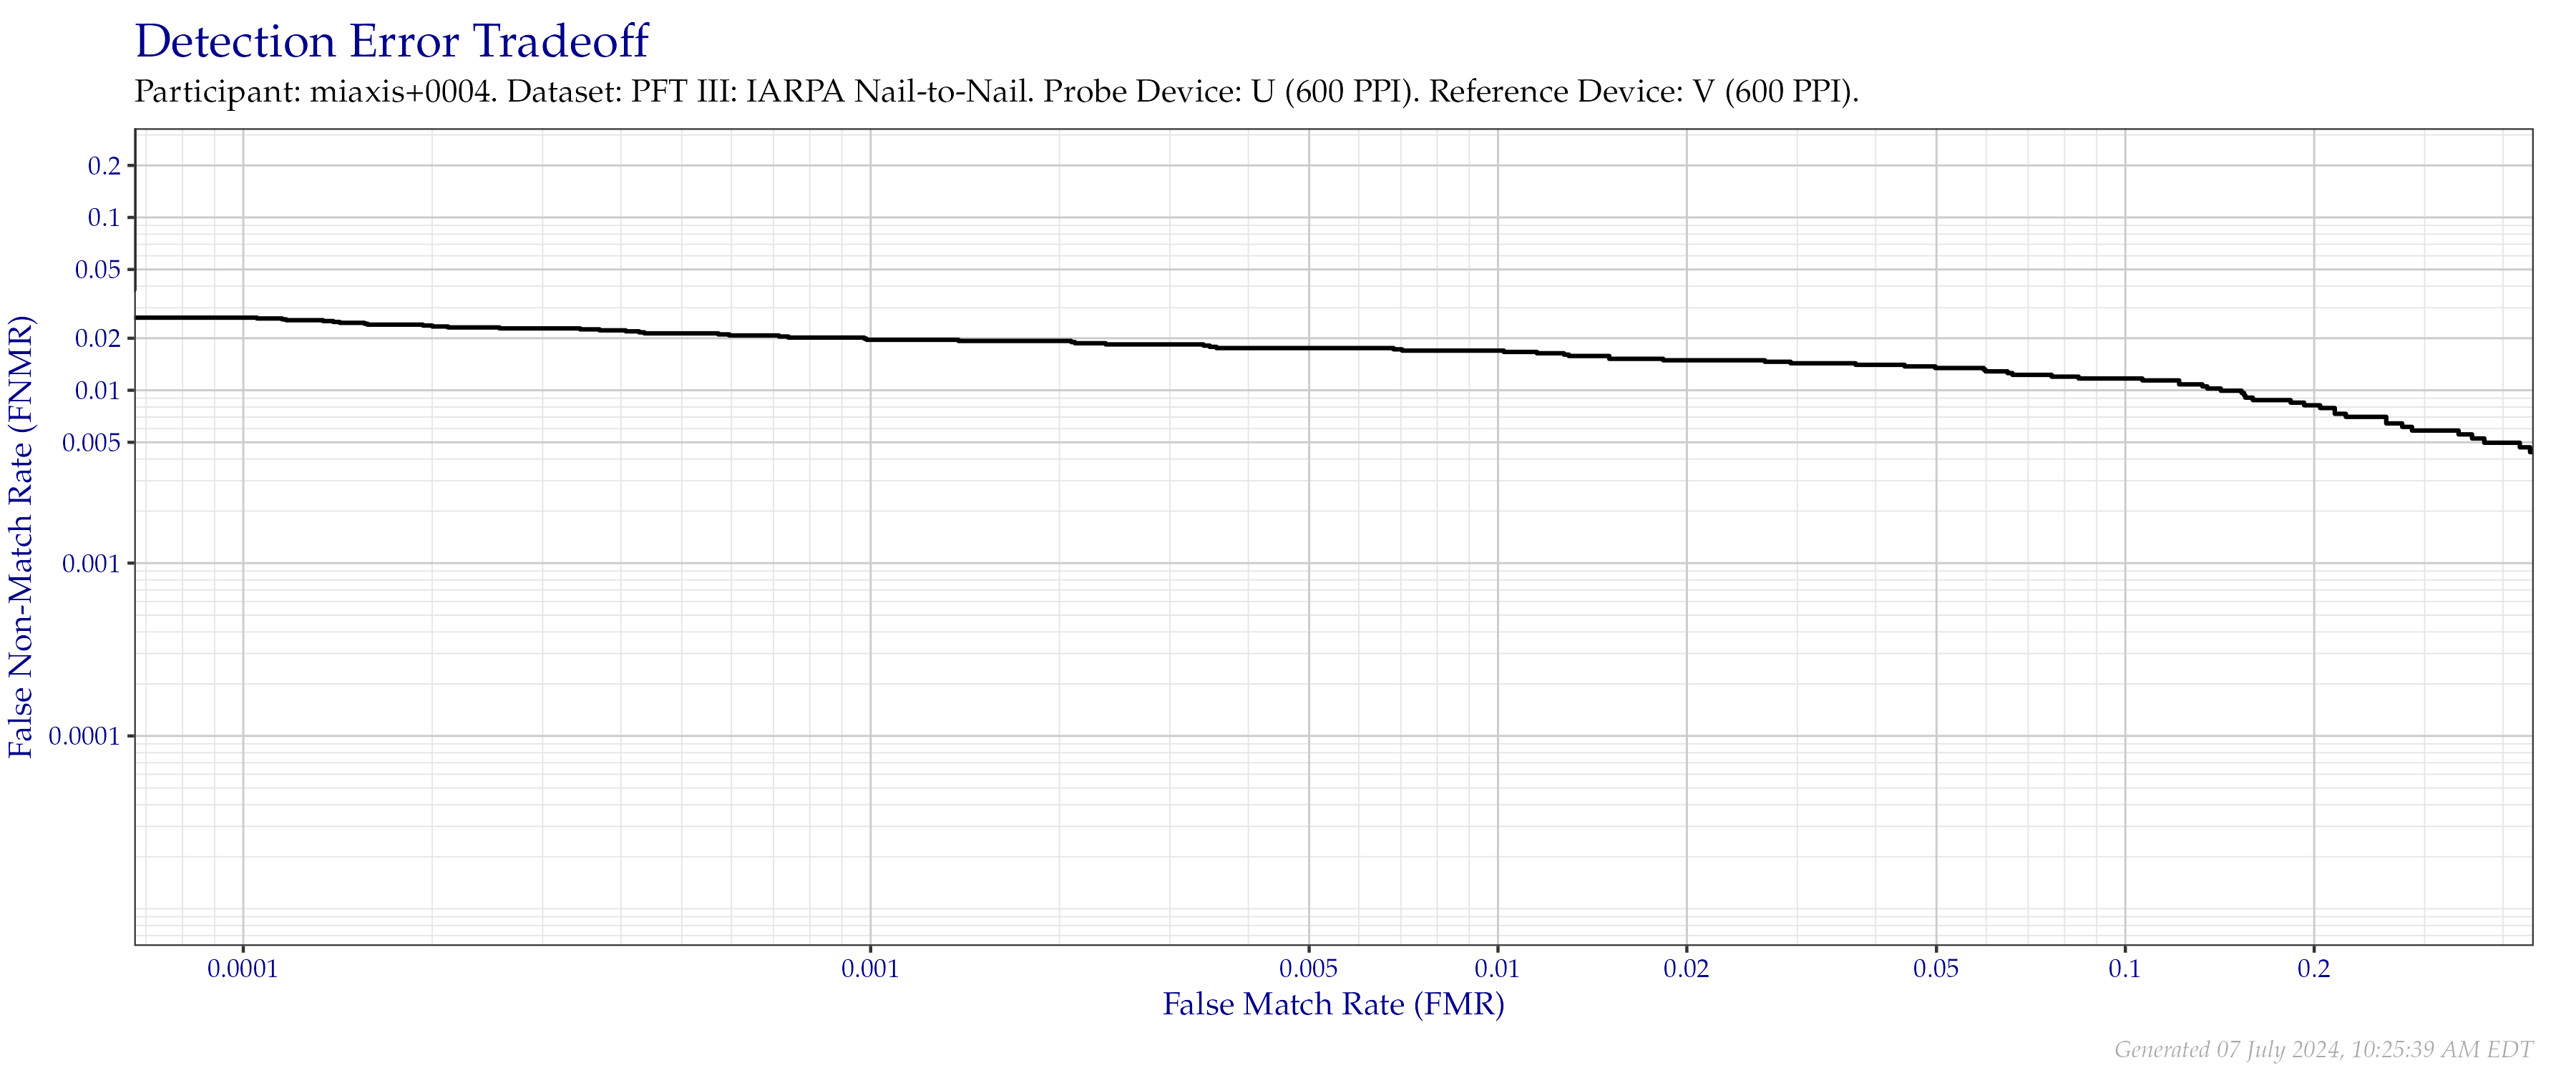 Detection Error Tradeoff
Participant: miaxis+0004. Dataset: PFT III: IARPA Nail-to-Nail. Probe Device: U (600 PPI). Reference Device: V (600 PPI).
False Non-Match Rate (FNMR)
0.2
0.1
0.05
0.02
0.01
0.005
0.001
0.0001
0.0001 0.001 0.005 0.01 0.02 0.05 0.1 0.2
False Match Rate (FMR)
Generated 07 July 2024, 10:25:39 AM EDT